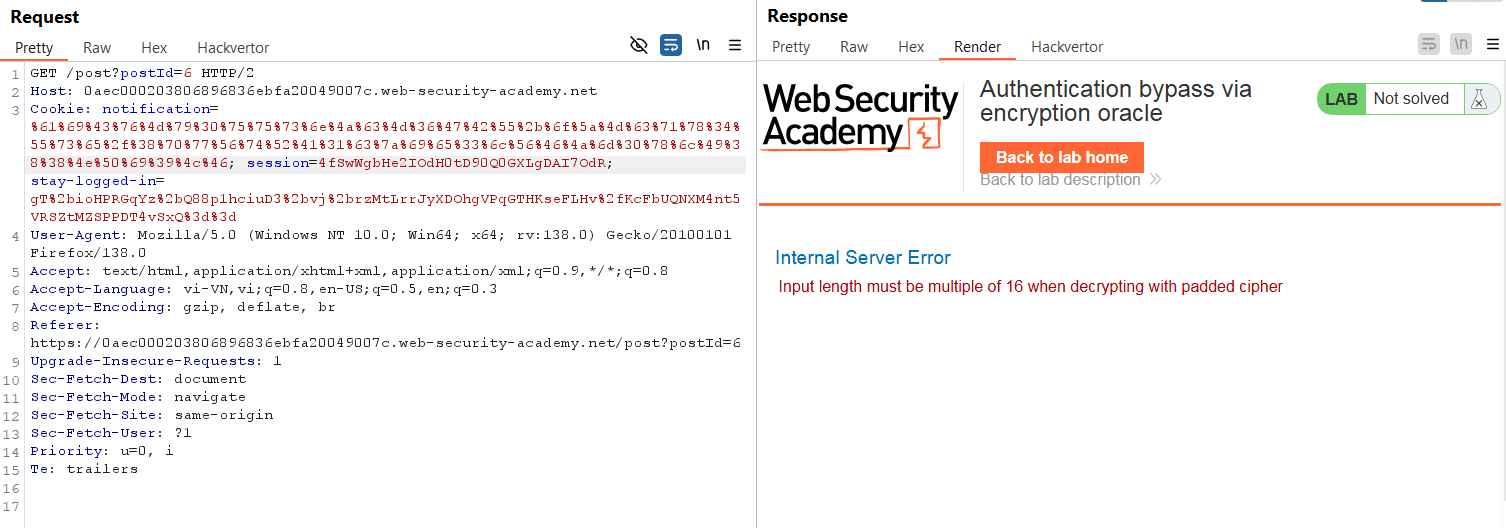 Request
Pretty Raw Hex Hackvertor
\n
1 GET /post?postId=6 HTTP/2
2 Host: 0aec000203806896836ebfa20049007c.web-security-academy.net
3 Cookie: notification=
%61%69%43%76%4d%79%3D%75%75%73%6e%4a%63%4d%36%47%42%55%2b%6f%5a%4d%63%71%78%34%
55%73%65%2f%38%70%77%56%74%52%41%31%63%7a%69%65%33%6c%56%46%4a%6d%30%78%6c%49%3
8%38%4e%50%69%39%4c%46; session=4fSwWgbHe2IOdH0tD90Q0GXLgDAI7OdR;
stay-logged-in=
gT%2bioHPRGqYz%2bQ88p1hciuD3%2bvj%2brzMtLrrJyXDOhgVPqGTHKseFLHv%2fKcFbUQNXM4nt5
VRSZtMZSPPDT4vSxQ%3d%3d
4 User-Agent: Mozilla/5.0 (Windows NT 10.0; Win64; x64; rv:138.0) Gecko/20100101
Firefox/138.0
5 Accept: text/html,application/xhtml+xml,application/xml;q=0.9,*/*;q=0.8
6 Accept-Language: vi-VN,vi;q=0.8,en-US;q=0.5,en;q=0.3
7 Accept-Encoding: gzip, deflate, br
8 Referer:
https://0aec000203806896836ebfa20049007c.web-security-academy.net/post?postId=6
9 Upgrade-Insecure-Requests: 1
10 Sec-Fetch-Dest: document
11 Sec-Fetch-Mode: navigate
12 Sec-Fetch-Site: same-origin
13 Sec-Fetch-User: ?1
14 Priority: u=0, i
15 Te: trailers
16
17
Response
Pretty Raw Hex Render Hackvertor
\n
Web Security
Academy
Authentication bypass via
encryption oracle
LAB Not solved
Back to lab home
Back to lab description
Internal Server Error
Input length must be multiple of 16 when decrypting with padded cipher